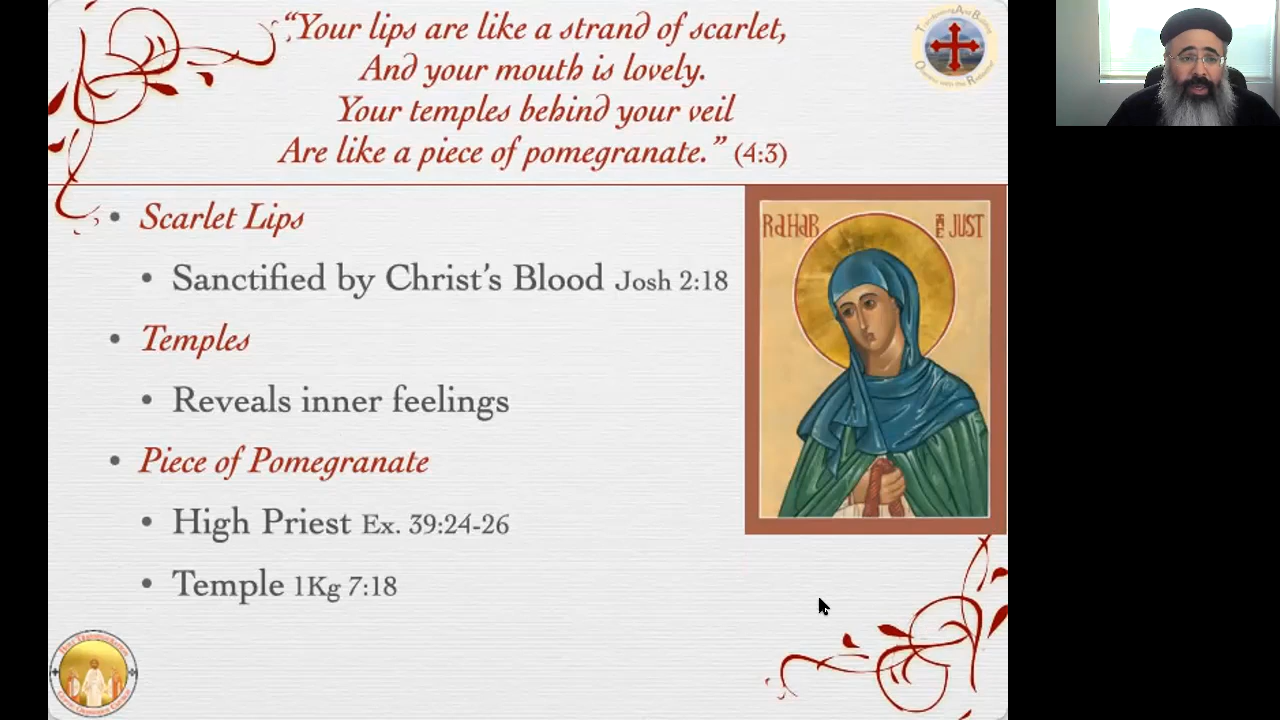 “Your lips are like a strand of scarlet,
And your mouth is lovely.
Your temples behind your veil
Are like a piece of pomegranate.” (4:3)
• Scarlet Lips
• Sanctified by Christ’s Blood Josh 2:18
• Temples
• Reveals inner feelings
• Piece of Pomegranate
• High Priest Ex. 39:24-26
• Temple 1Kg 7:18
RAHAB THE JUST